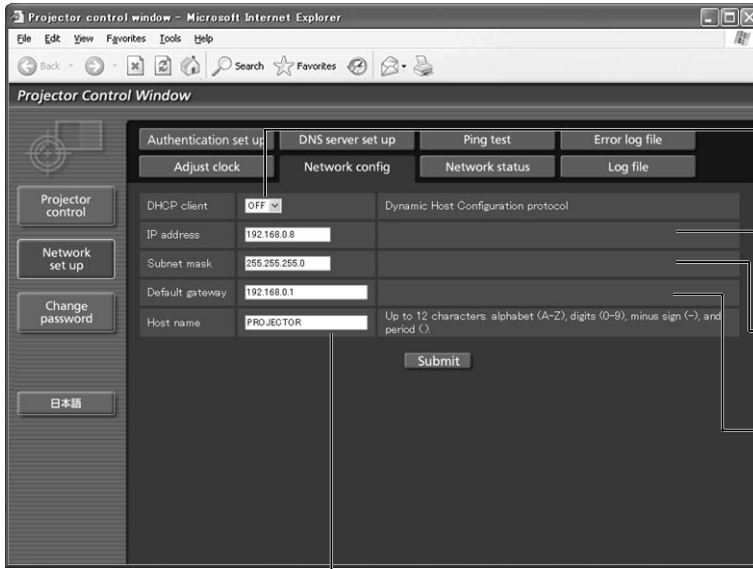 Projector control window - Microsoft Internet Explorer
File Edit View Favorites Tools Help
Back Search Favorites
Projector Control Window
Authentication set up DNS server set up Ping test Error log file
Adjust clock Network config Network status Log file
Projector control
Network set up
Change password
日本語
DHCP client OFF Dynamic Host Configuration protocol
IP address 192.168.0.8
Subnet mask 255.255.255.0
Default gateway 192.168.0.1
Host name PROJECTOR Up to 12 characters. alphabet (A-Z), digits (0-9), minus sign (-), and
period (.).
Submit